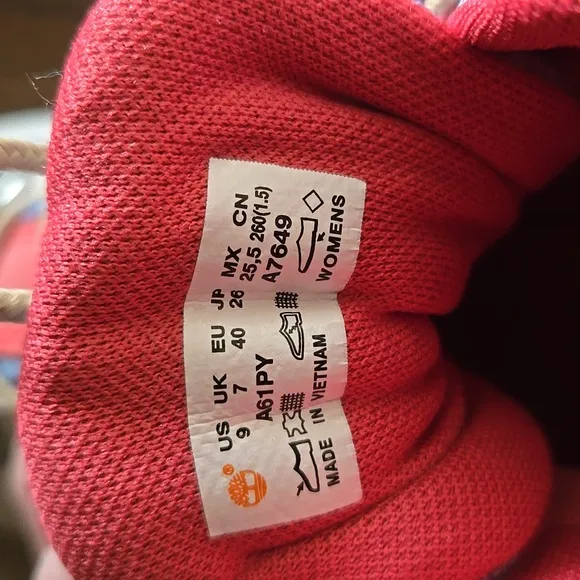 US UK EU JP MX CN
9 7 40 26 25,5 260(1.5)
A61PY A7649
MADE IN VIETNAM WOMENS